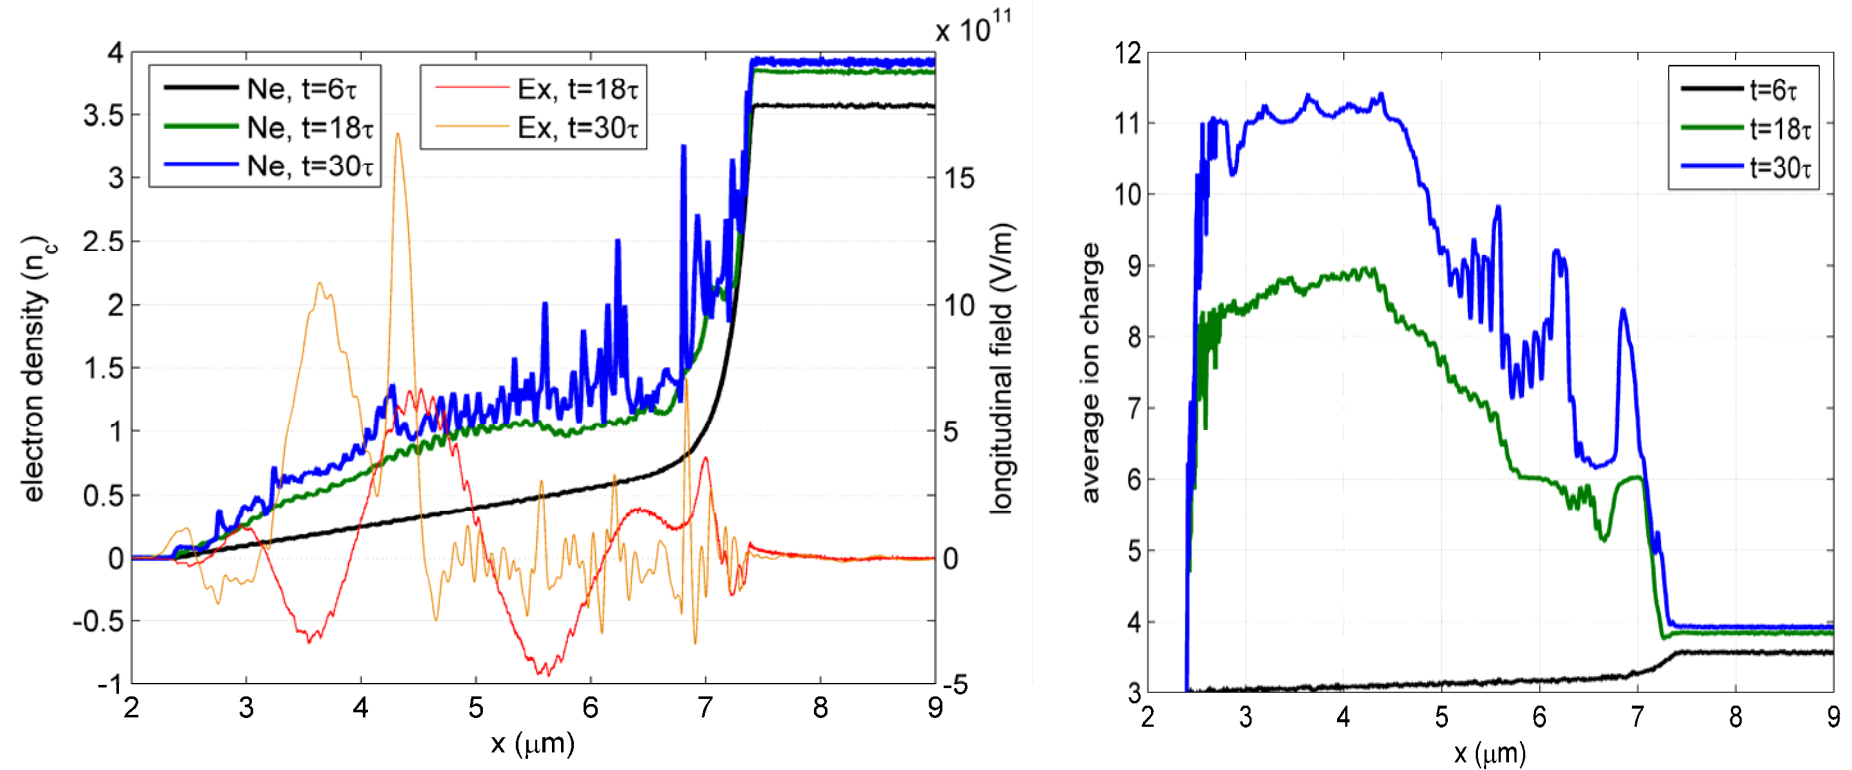 x 10^11
4
3.5
3
2.5
2
1.5
1
0.5
0
-0.5
-1
electron density (n_c)
Ne, t=6τ
Ne, t=18τ
Ne, t=30τ
Ex, t=18τ
Ex, t=30τ
15
10
5
0
-5
longitudinal field (V/m)
2 3 4 5 6 7 8 9
x (μm)
12
11
10
9
8
7
6
5
4
3
average ion charge
t=6τ
t=18τ
t=30τ
2 3 4 5 6 7 8 9
x (μm)